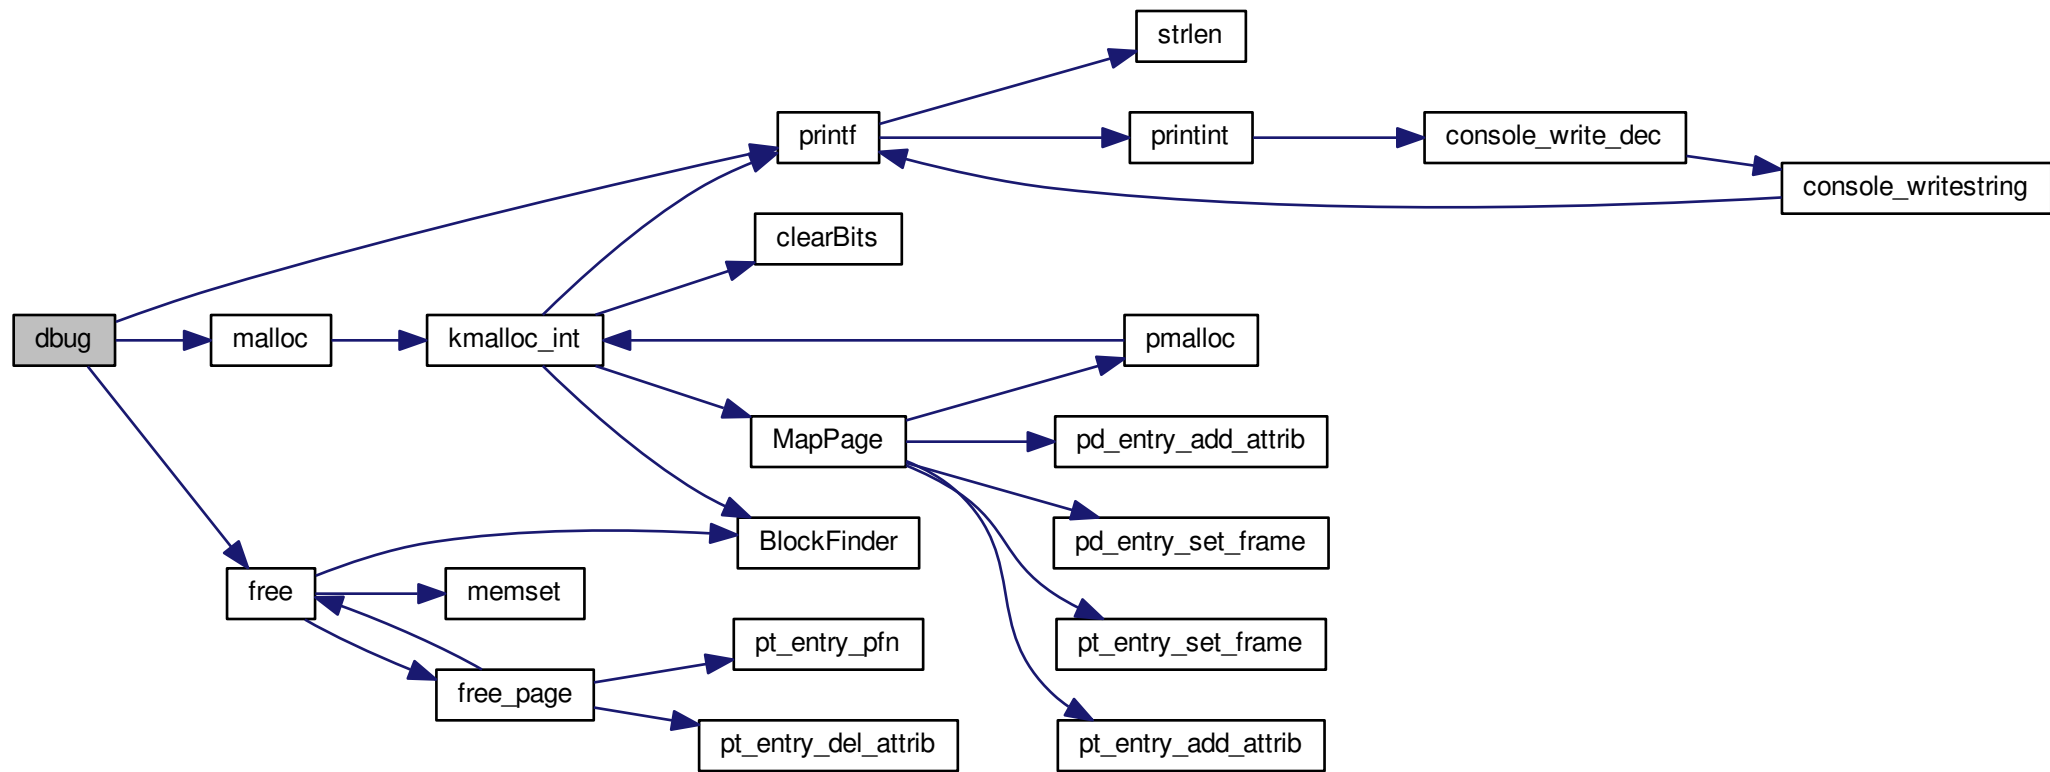 strlen
printf
printint
console_write_dec
console_writestring
clearBits
dbug
malloc
kmalloc_int
pmalloc
MapPage
pd_entry_add_attrib
BlockFinder
pd_entry_set_frame
free
memset
pt_entry_pfn
pt_entry_set_frame
free_page
pt_entry_del_attrib
pt_entry_add_attrib